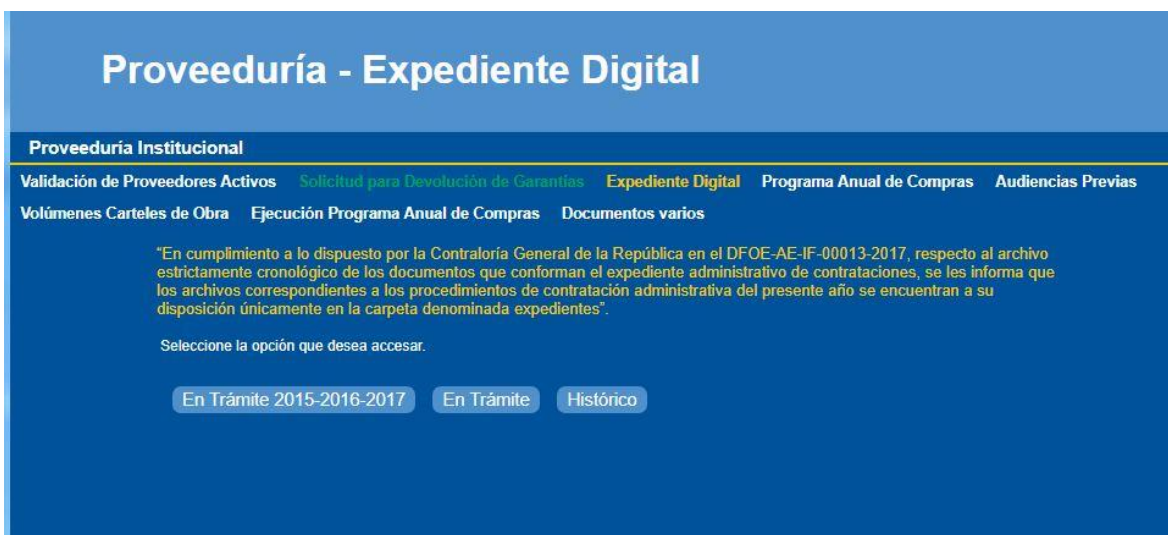 Proveeduría - Expediente Digital
Proveeduría Institucional
Validación de Proveedores Activos Solicitud para Devolución de Garantías Expediente Digital Programa Anual de Compras Audiencias Previas
Volúmenes Carteles de Obra Ejecución Programa Anual de Compras Documentos varios
“En cumplimiento a lo dispuesto por la Contraloría General de la República en el DFOE-AE-IF-00013-2017, respecto al archivo
estrictamente cronológico de los documentos que conforman el expediente administrativo de contrataciones, se les informa que
los archivos correspondientes a los procedimientos de contratación administrativa del presente año se encuentran a su
disposición únicamente en la carpeta denominada expedientes”.
Seleccione la opción que desea accesar.
En Trámite 2015-2016-2017 En Trámite Histórico